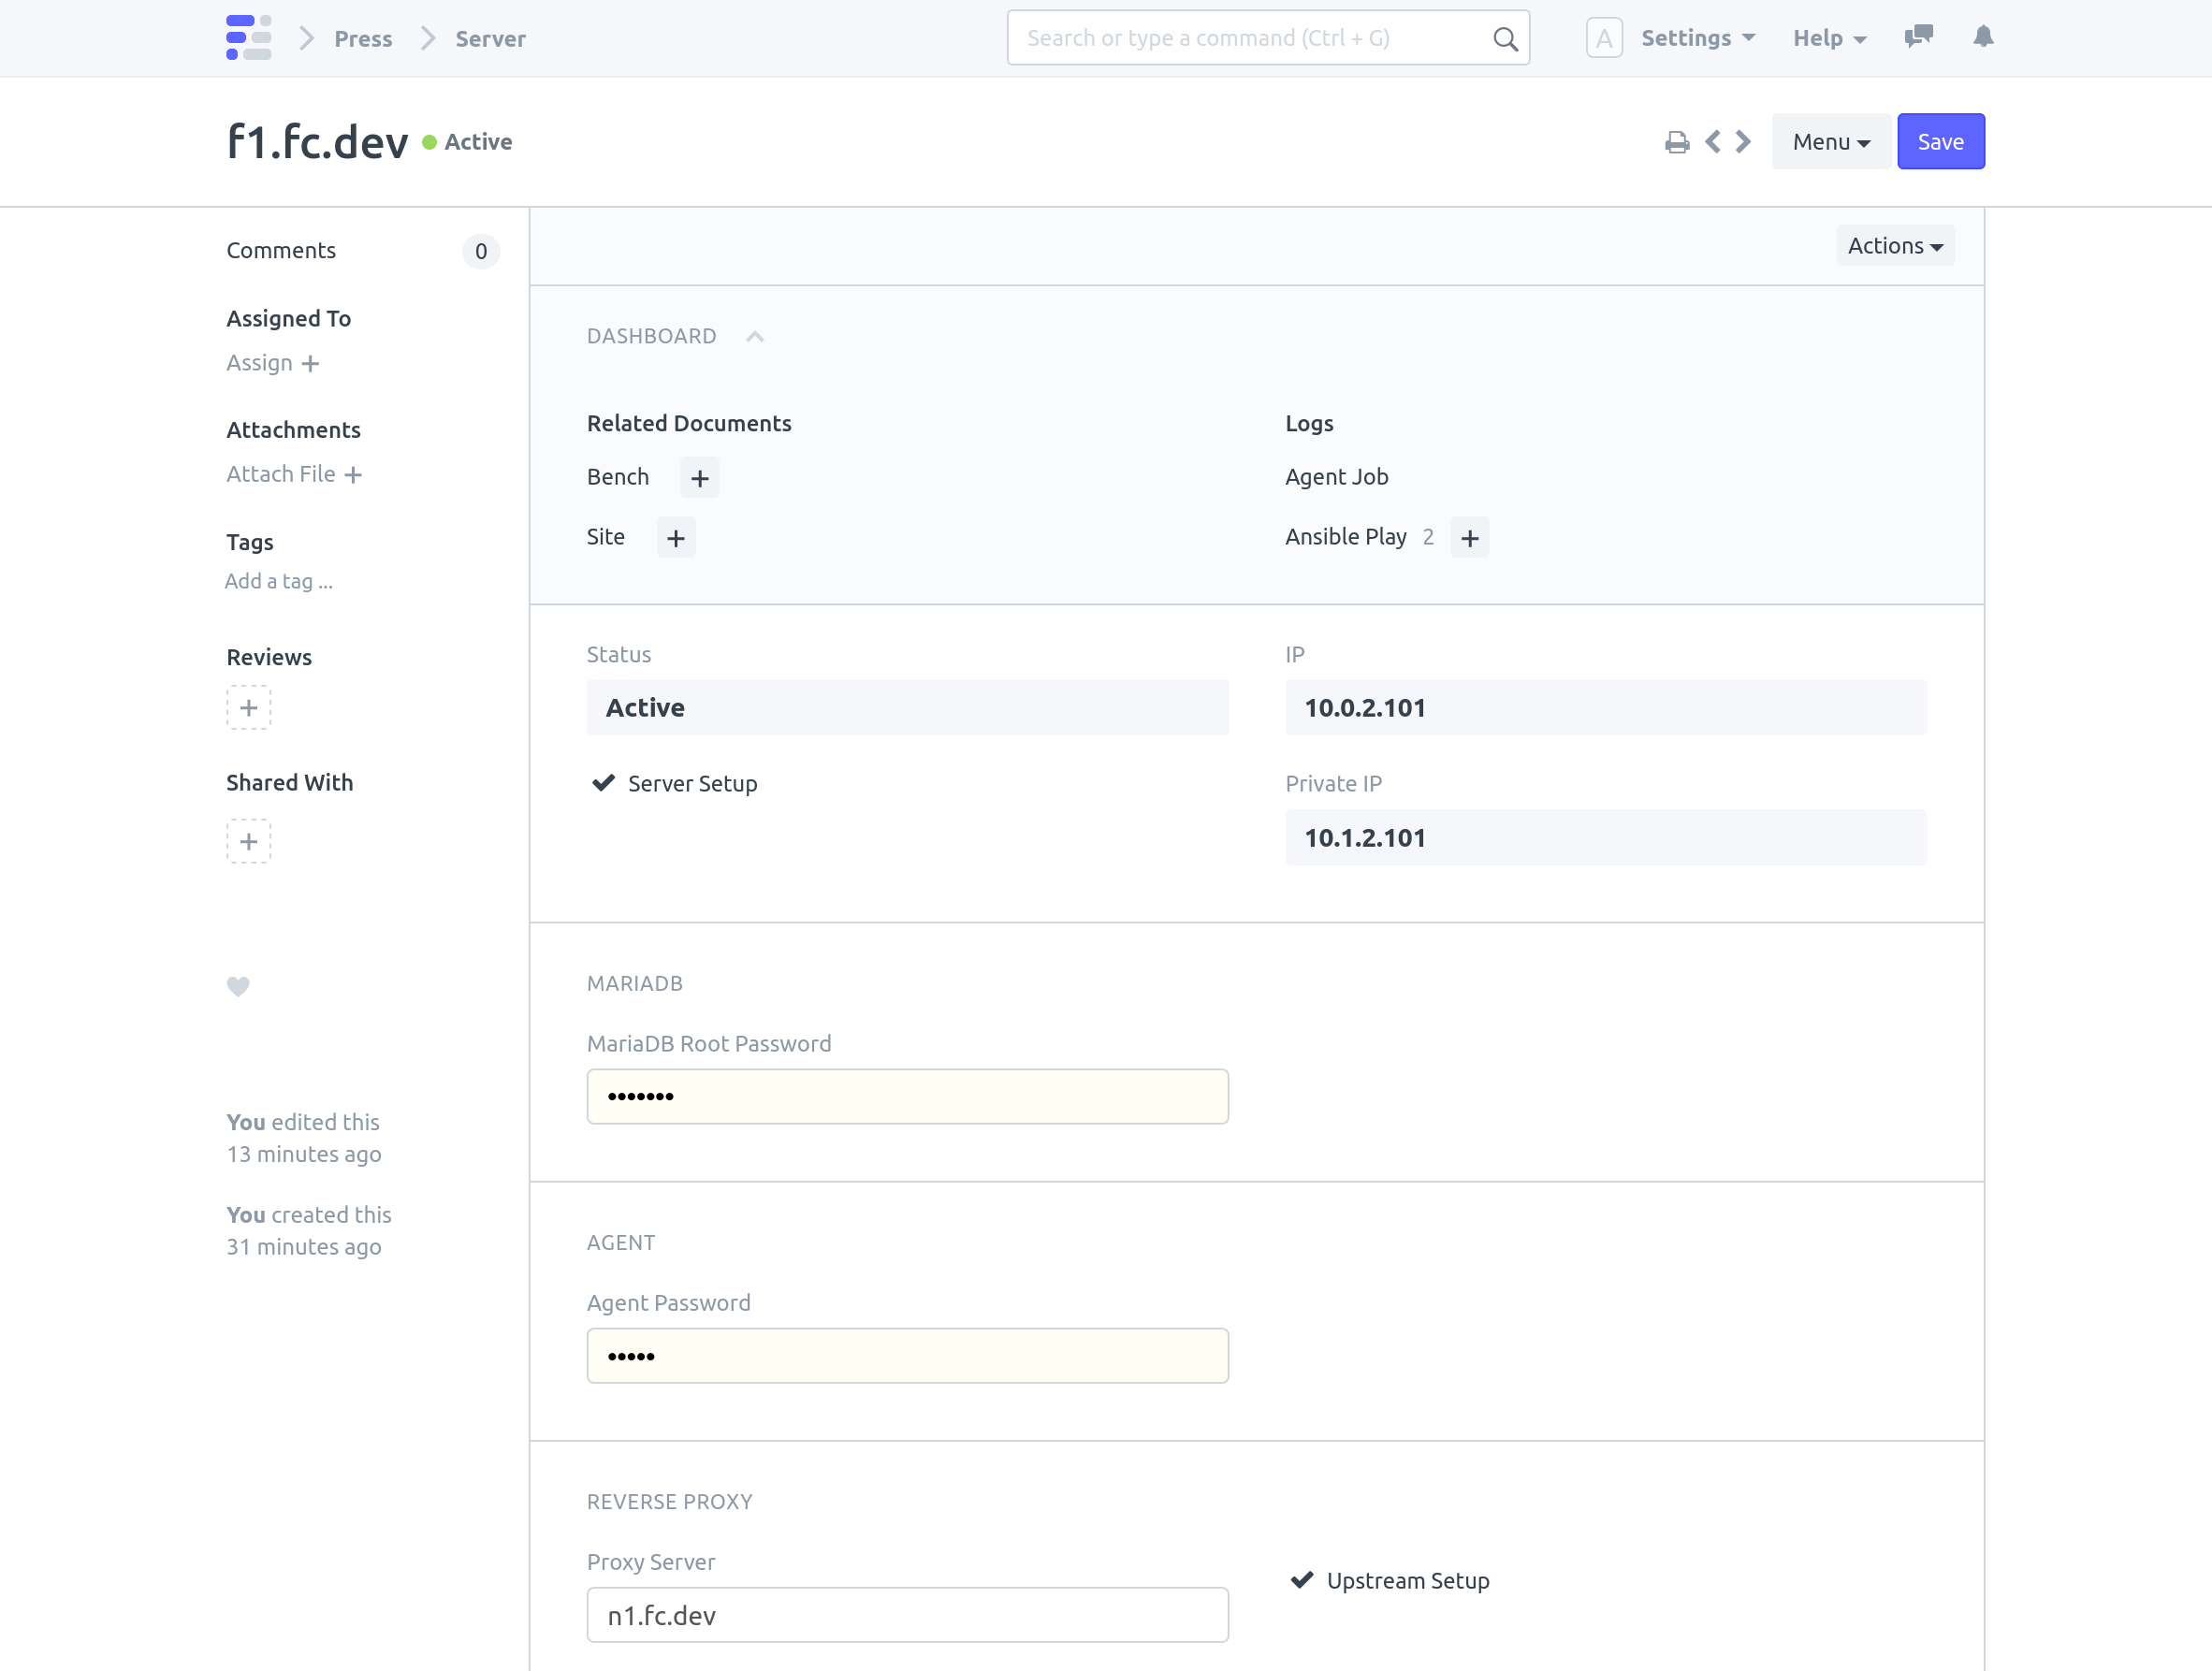 Press
Server
Search or type a command (Ctrl + G)
A
Settings
Help
f1.fc.dev
Active
Menu
Save
Comments
0
Assigned To
Assign +
Attachments
Attach File +
Tags
Add a tag ...
Reviews
+
Shared With
+
You edited this
13 minutes ago
You created this
31 minutes ago
Actions
DASHBOARD
Related Documents
Bench +
Site +
Logs
Agent Job
Ansible Play 2 +
Status
Active
Server Setup
IP
10.0.2.101
Private IP
10.1.2.101
MARIADB
MariaDB Root Password
•••••••
AGENT
Agent Password
•••••
REVERSE PROXY
Proxy Server
n1.fc.dev
Upstream Setup